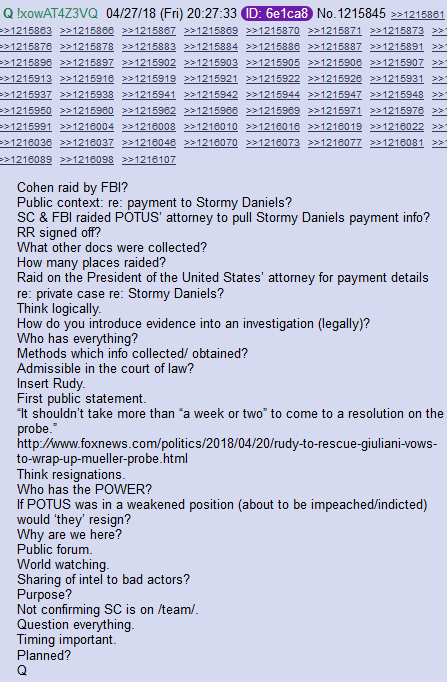 Q !xowAT4Z3VQ 04/27/18 (Fri) 20:27:33 ID: 6e1ca8 No.1215845 >>1215861
>>1215863 >>1215866 >>1215867 >>1215869 >>1215870 >>1215871 >>1215873 >>
>>1215876 >>1215878 >>1215883 >>1215884 >>1215886 >>1215887 >>1215891 >>
>>1215896 >>1215897 >>1215902 >>1215903 >>1215905 >>1215906 >>1215907 >>
>>1215913 >>1215916 >>1215919 >>1215921 >>1215922 >>1215926 >>1215931 >>
>>1215937 >>1215938 >>1215941 >>1215942 >>1215944 >>1215947 >>1215948 >>
>>1215950 >>1215960 >>1215962 >>1215966 >>1215969 >>1215971 >>1215976 >>
>>1215991 >>1216004 >>1216008 >>1216010 >>1216016 >>1216019 >>1216022 >>
>>1216036 >>1216037 >>1216046 >>1216070 >>1216073 >>1216077 >>1216081 >>
>>1216089 >>1216098 >>1216107
Cohen raid by FBI?
Public context: re: payment to Stormy Daniels?
SC & FBI raided POTUS’ attorney to pull Stormy Daniels payment info?
RR signed off?
What other docs were collected?
How many places raided?
Raid on the President of the United States’ attorney for payment details
re: private case re: Stormy Daniels?
Think logically.
How do you introduce evidence into an investigation (legally)?
Who has everything?
Methods which info collected/ obtained?
Admissible in the court of law?
Insert Rudy.
First public statement.
“It shouldn’t take more than “a week or two” to come to a resolution on the
probe.”
http://www.foxnews.com/politics/2018/04/20/rudy-to-rescue-giuliani-vows-
to-wrap-up-mueller-probe.html
Think resignations.
Who has the POWER?
If POTUS was in a weakened position (about to be impeached/indicted)
would ‘they’ resign?
Why are we here?
Public forum.
World watching.
Sharing of intel to bad actors?
Purpose?
Not confirming SC is on /team/.
Question everything.
Timing important.
Planned?
Q